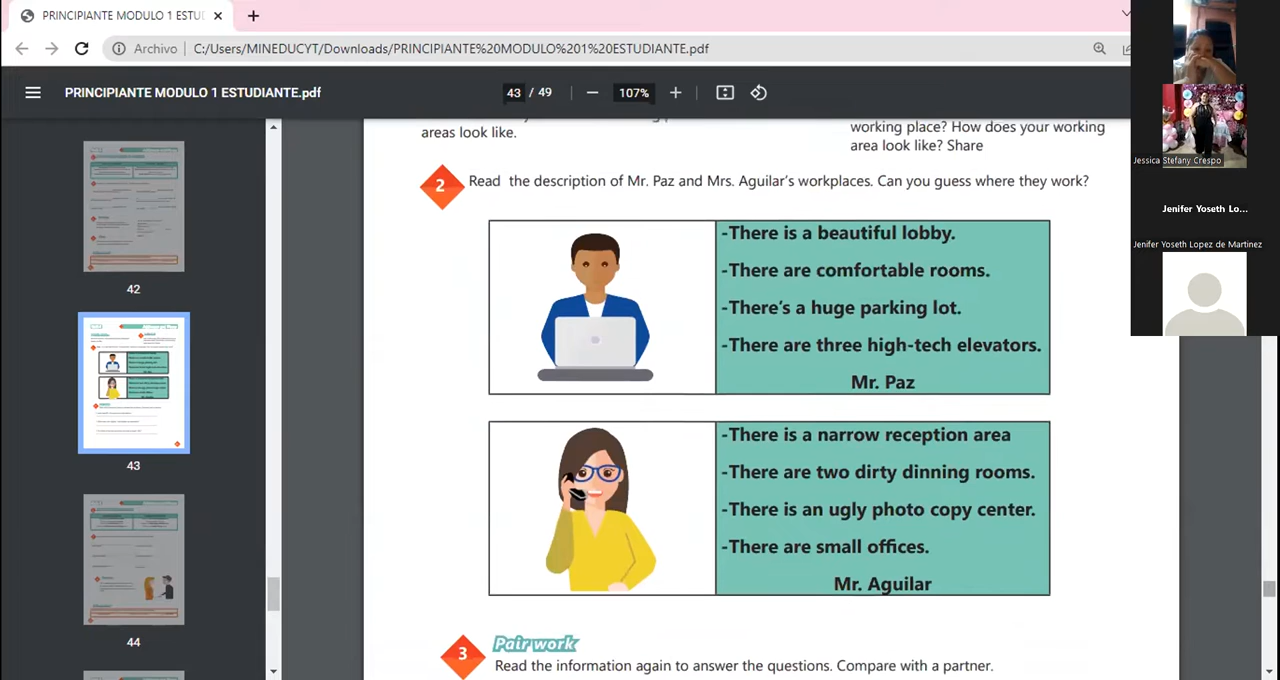 PRINCIPIANTE MODULO 1 ESTUDI
Archivo
C:/Users/MINEDUCYT/Downloads/PRINCIPIANTE%20MODULO%201%20ESTUDIANTE.pdf
PRINCIPIANTE MODULO 1 ESTUDIANTE.pdf
43 / 49
107%
42
43
44
areas look like.
working place? How does your working
area look like? Share
2
Read the description of Mr. Paz and Mrs. Aguilar's workplaces. Can you guess where they work?
-There is a beautiful lobby.
-There are comfortable rooms.
-There's a huge parking lot.
-There are three high-tech elevators.
Mr. Paz
-There is a narrow reception area
-There are two dirty dinning rooms.
-There is an ugly photo copy center.
-There are small offices.
Mr. Aguilar
3
Pair work
Read the information again to answer the questions. Compare with a partner.
Jessica Stefany Crespo
Jenifer Yoseth Lo...
Jenifer Yoseth Lopez de Martinez